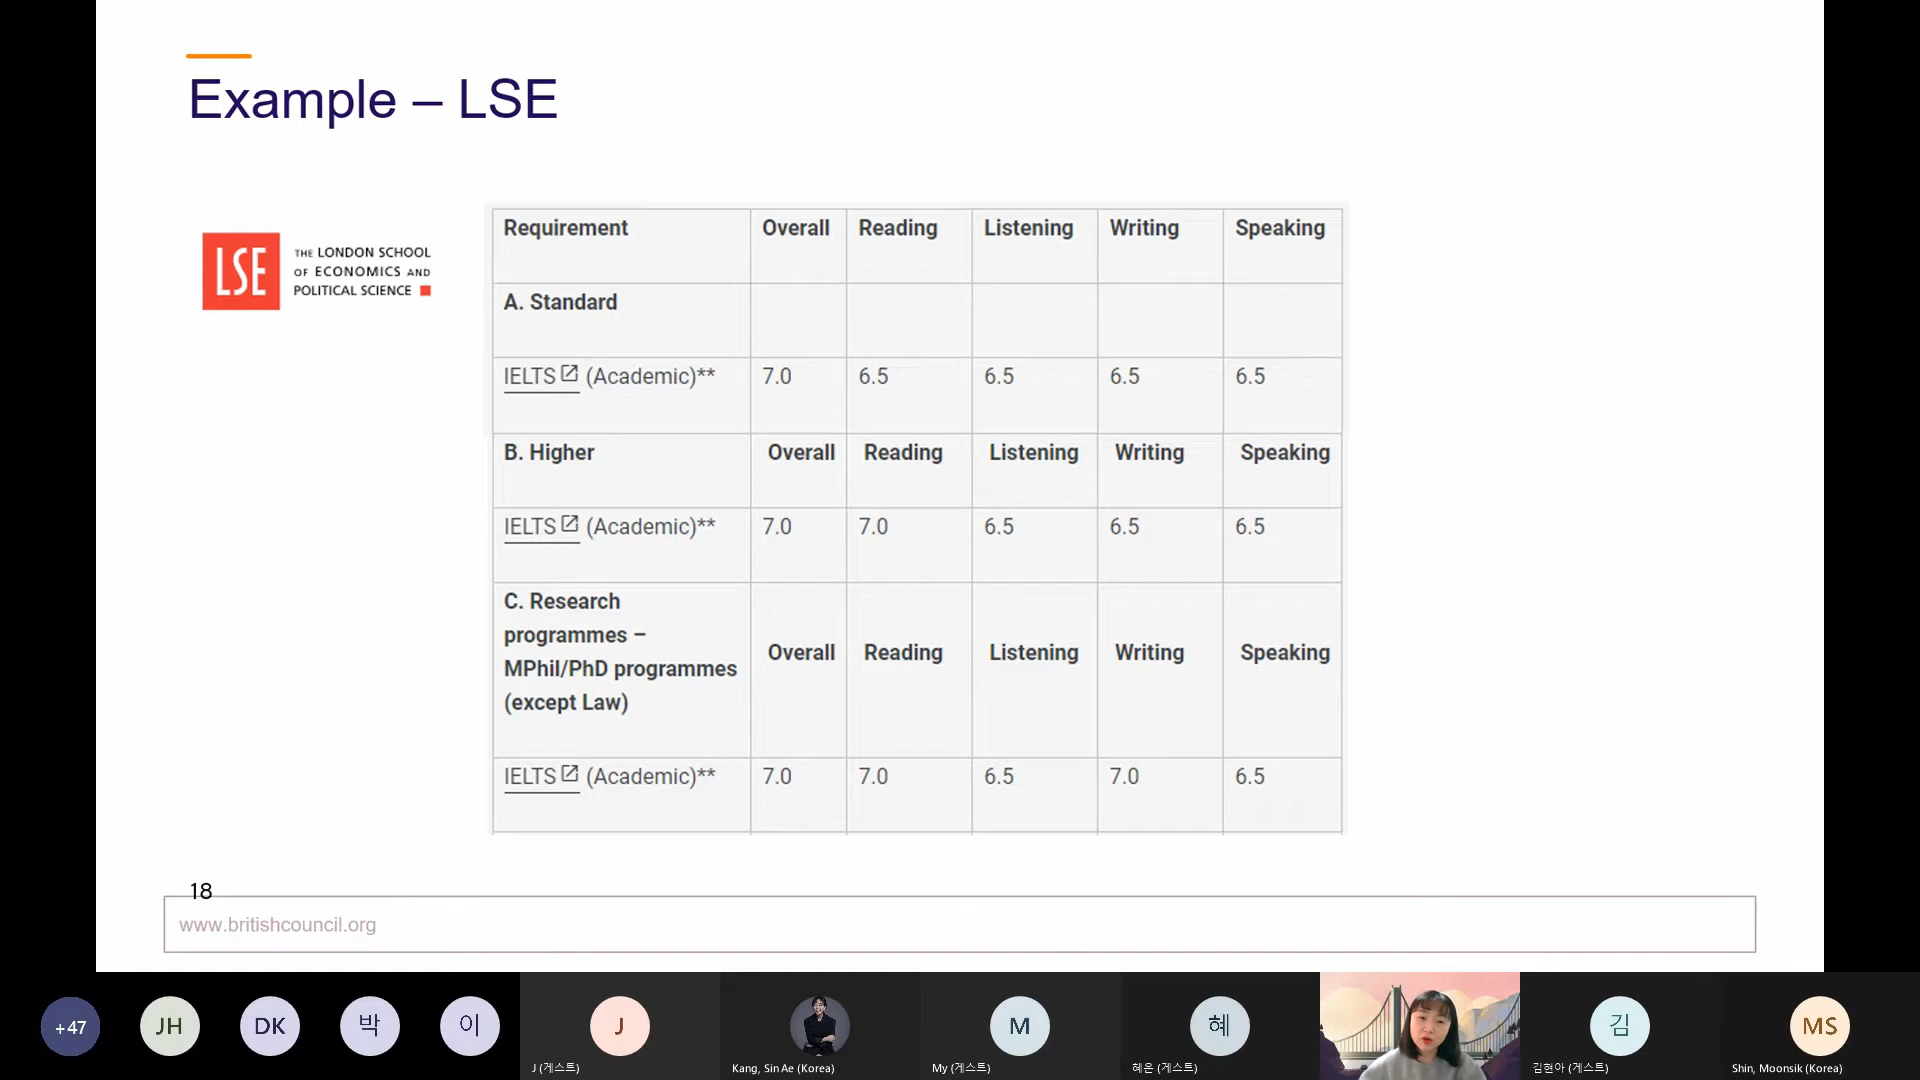 Example – LSE
LSE
THE LONDON SCHOOL
OF ECONOMICS AND
POLITICAL SCIENCE
Requirement Overall Reading Listening Writing Speaking
A. Standard
IELTS (Academic)** 7.0 6.5 6.5 6.5 6.5
B. Higher Overall Reading Listening Writing Speaking
IELTS (Academic)** 7.0 7.0 6.5 6.5 6.5
C. Research
programmes –
MPhil/PhD programmes
(except Law)
Overall Reading Listening Writing Speaking
IELTS (Academic)** 7.0 7.0 6.5 7.0 6.5
18
www.britishcouncil.org
+47 JH DK 박 이 J M 혜 김 MS
J (게스트) Kang, Sin Ae (Korea) My (게스트) 혜은 (게스트) 김현아 (게스트) Shin, Moonsik (Korea)